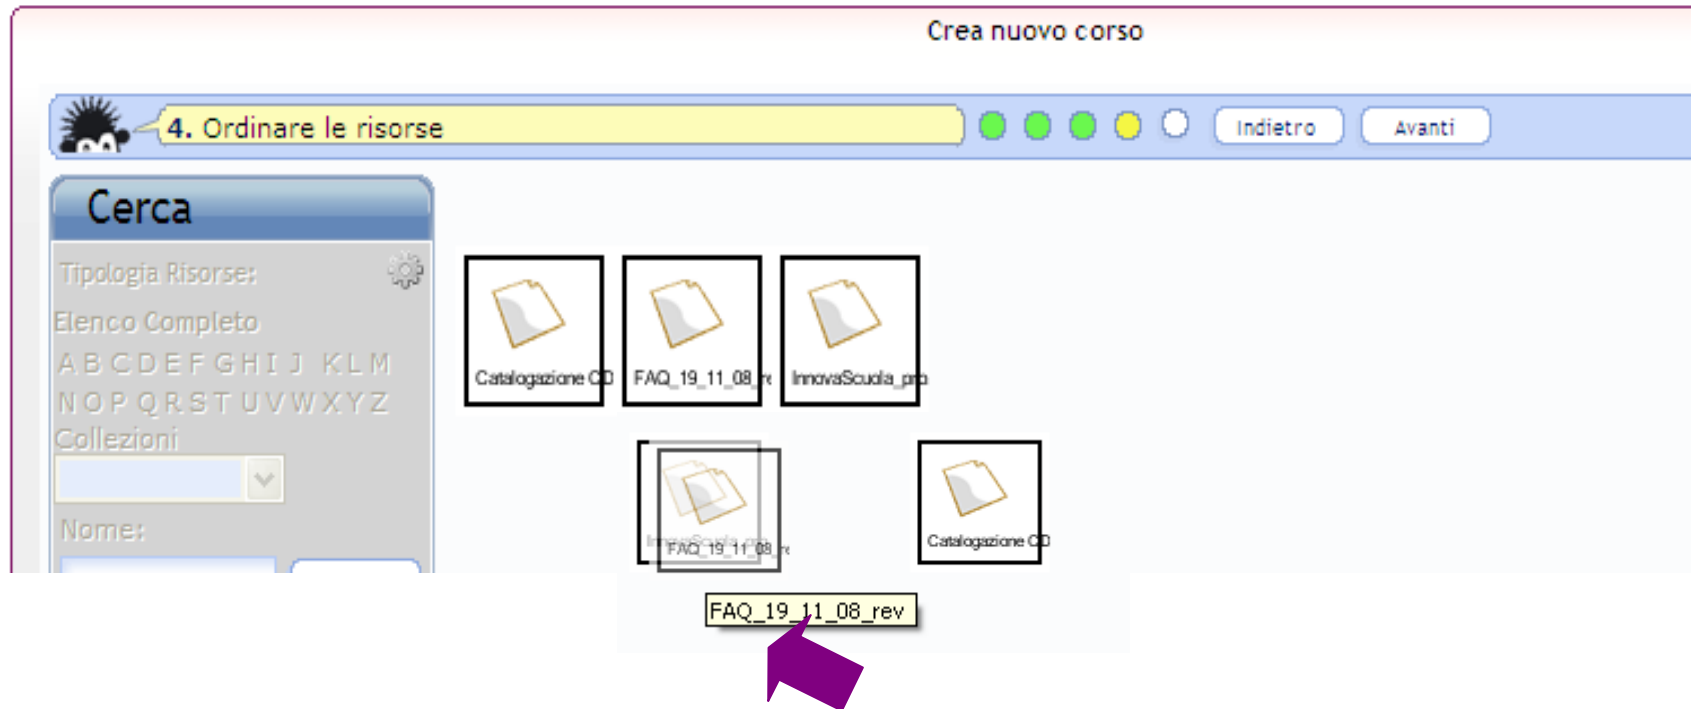 Crea nuovo corso
4. Ordinare le risorse
Indietro
Avanti
Cerca
Tipologia Risorse:
Elenco Completo
A B C D E F G H I J K L M
N O P Q R S T U V W X Y Z
Collezioni
Nome:
Catalogazione CD
FAQ_19_11_08_re
InnovaScuola_pro
InnovaScuola_pro
FAQ_19_11_08_re
Catalogazione CD
FAQ_19_11_08_rev